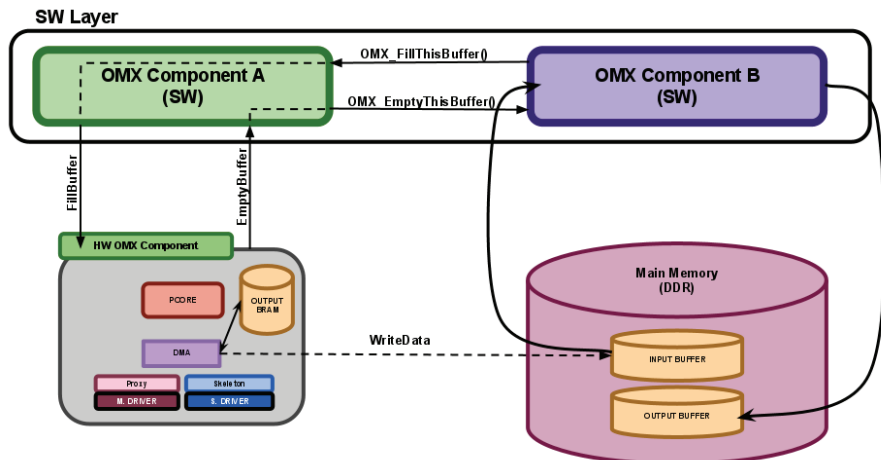 SW Layer
OMX_FillThisBuffer()
OMX Component A
(SW)
OMX Component B
(SW)
OMX_EmptyThisBuffer()
FillBuffer
EmptyBuffer
HW OMX Component
PCORE
OUTPUT
BRAM
DMA
Proxy
Skeleton
M. DRIVER
S. DRIVER
WriteData
Main Memory
(DDR)
INPUT BUFFER
OUTPUT BUFFER